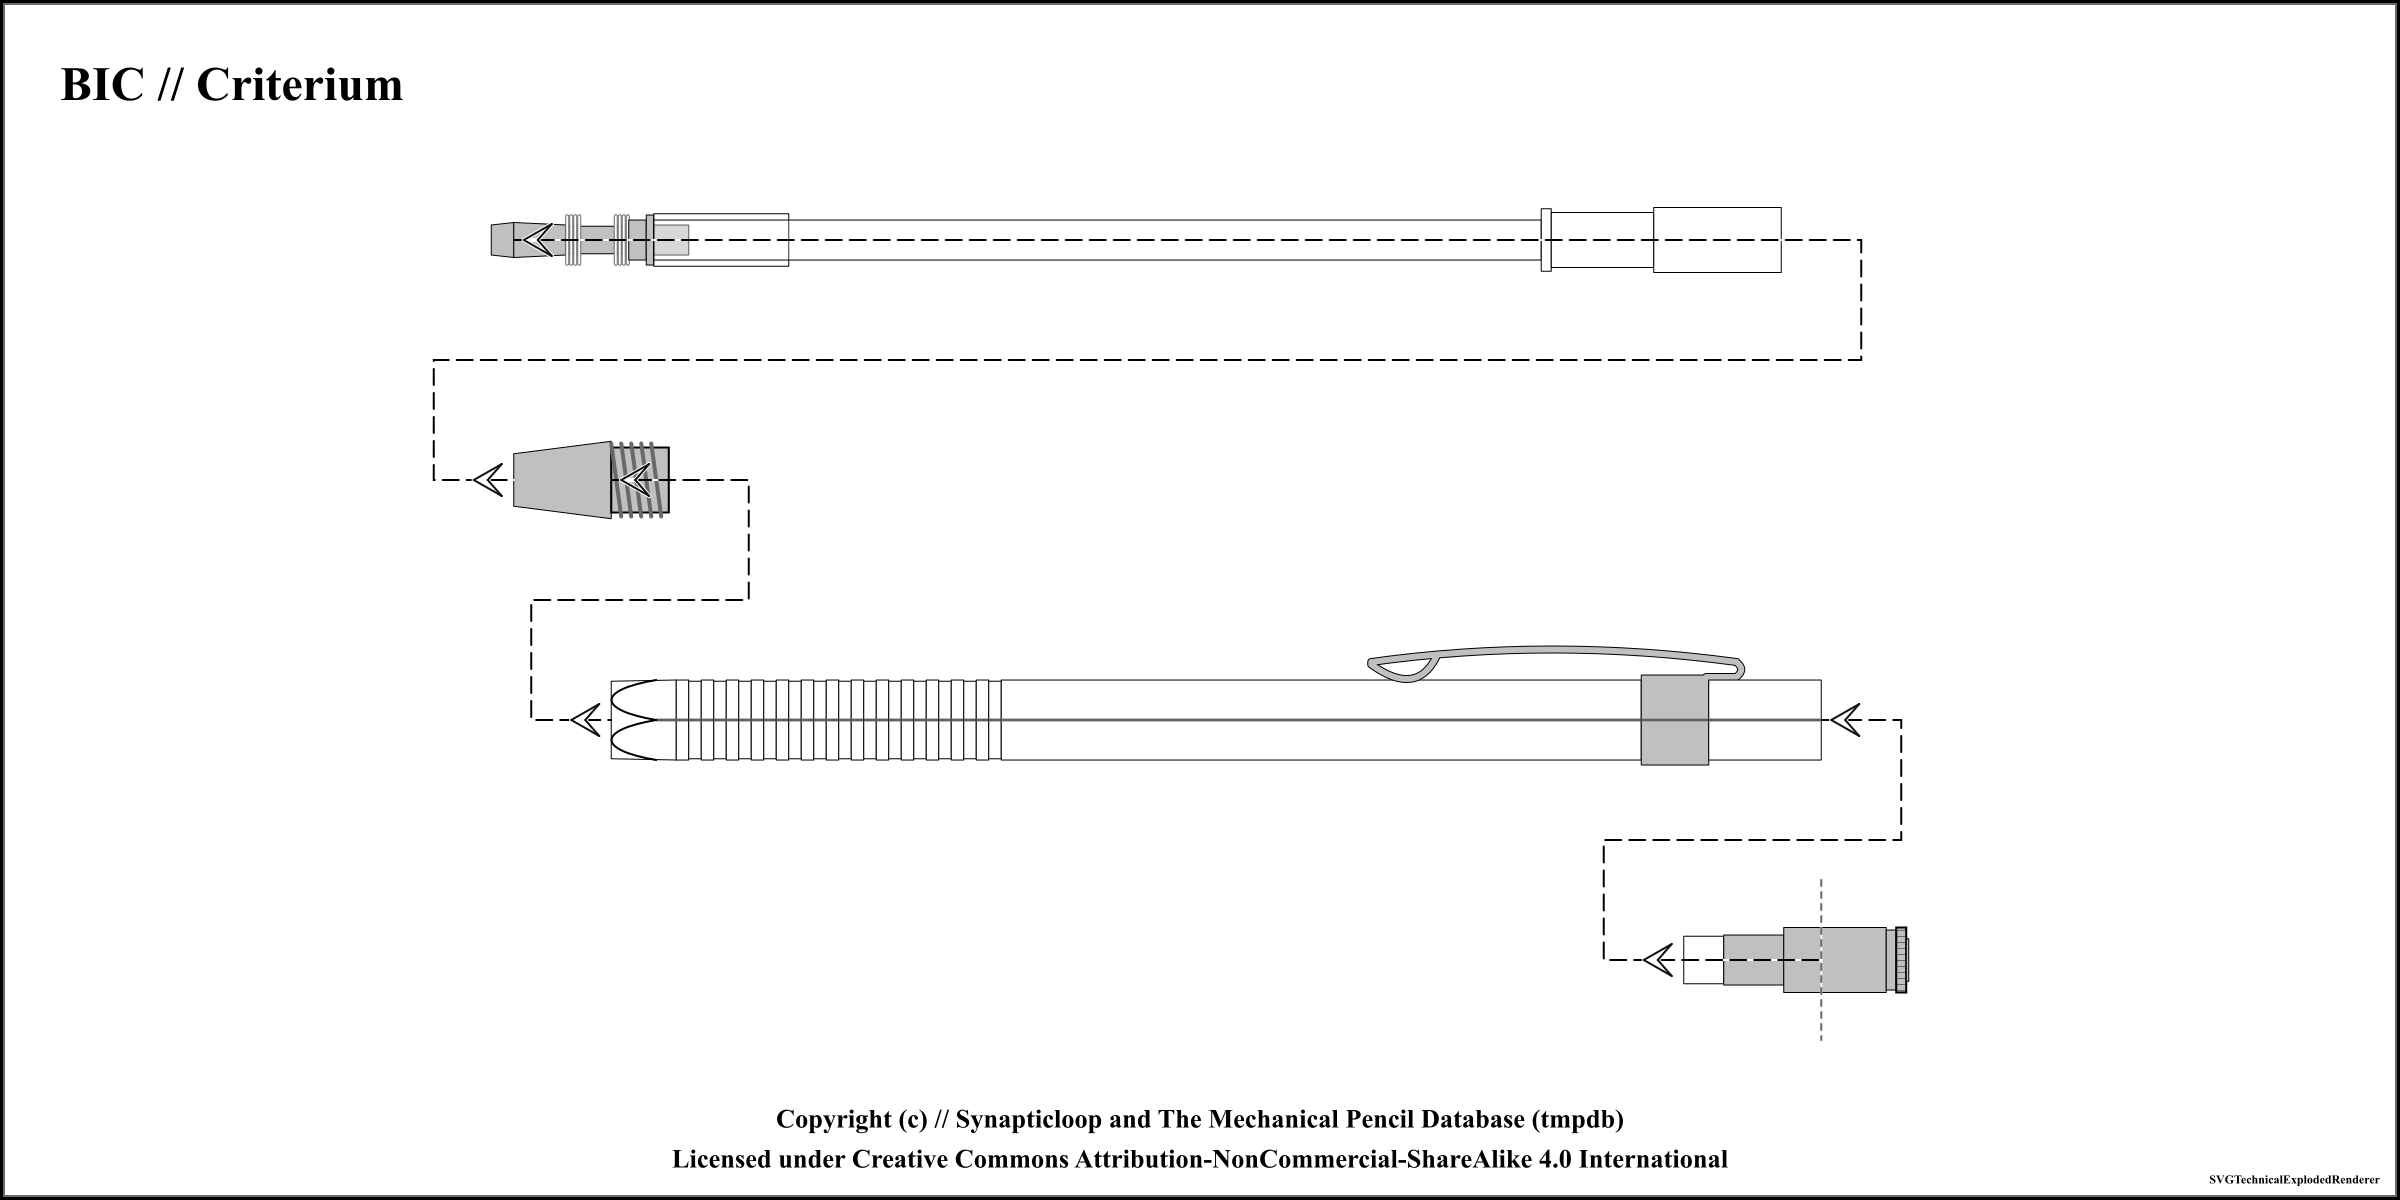 BIC // Criterium
Copyright (c) // Synapticloop and The Mechanical Pencil Database (tmpdb)
Licensed under Creative Commons Attribution-NonCommercial-ShareAlike 4.0 International
SVGTechnicalExplodedRenderer